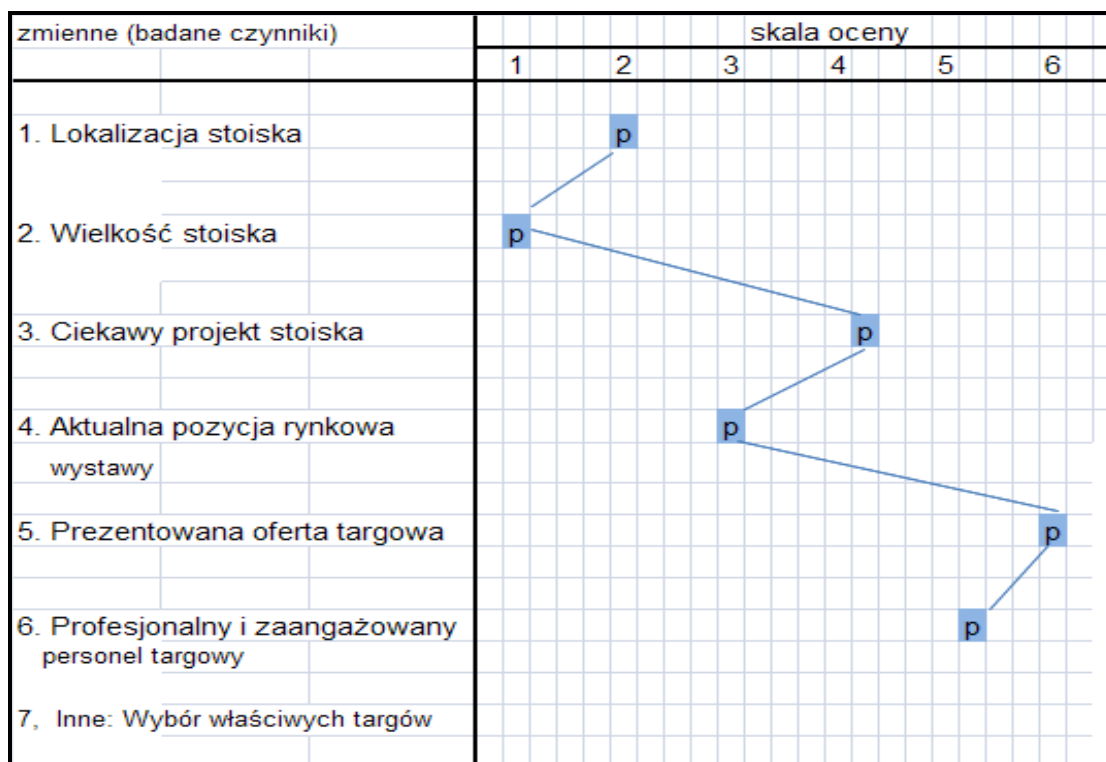 zmienne (badane czynniki) skala oceny
1 2 3 4 5 6
1. Lokalizacja stoiska p
2. Wielkość stoiska p
3. Ciekawy projekt stoiska p
4. Aktualna pozycja rynkowa p
wystawy
5. Prezentowana oferta targowa p
6. Profesjonalny i zaangażowany p
personel targowy
7, Inne: Wybór właściwych targów